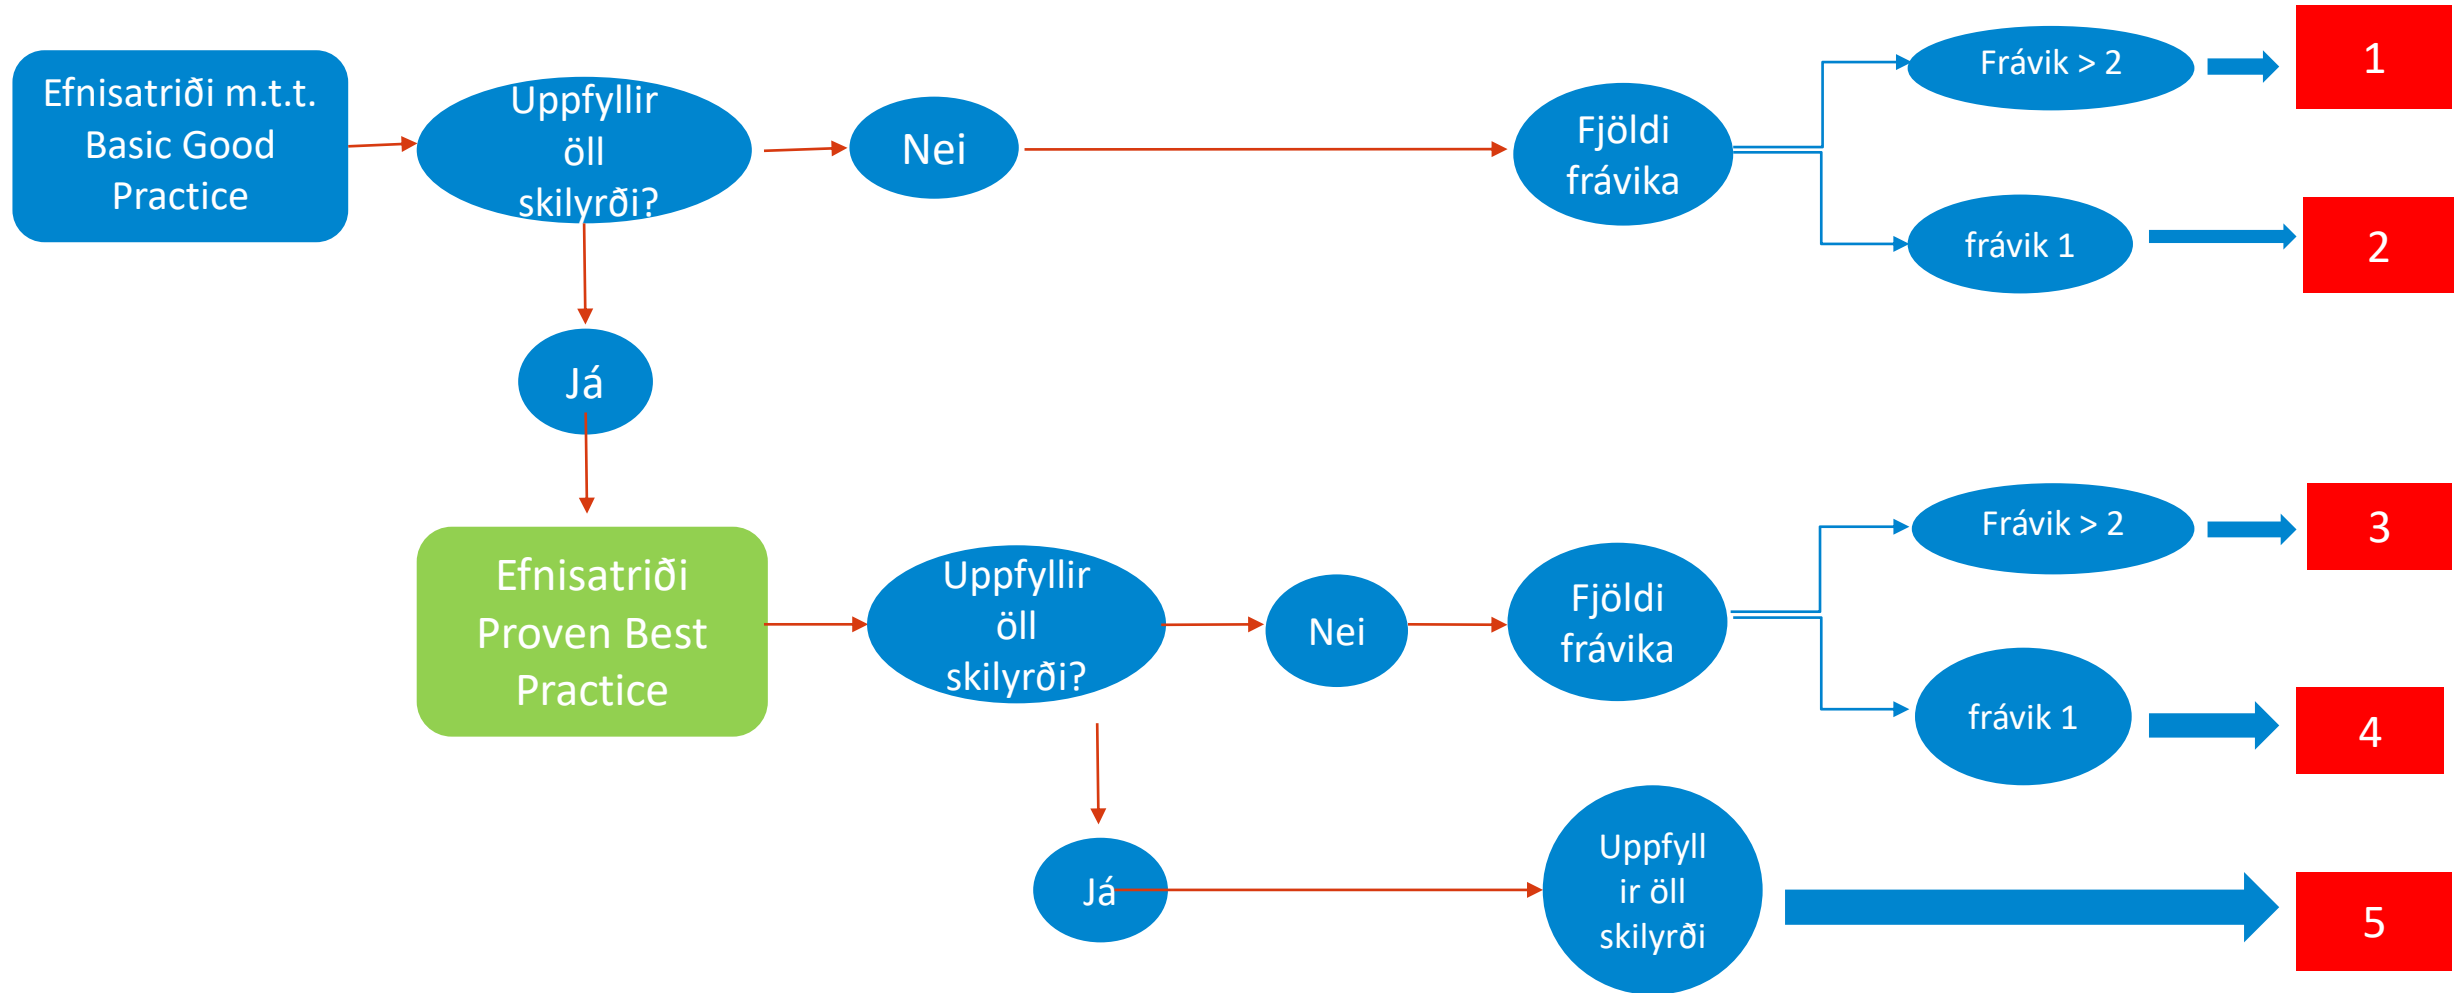 Efnisatriði m.t.t.
Basic Good
Practice
Uppfyllir
öll
skilyrði?
Nei
Fjöldi
frávika
Frávik > 2
1
frávik 1
2
Já
Efnisatriði
Proven Best
Practice
Uppfyllir
öll
skilyrði?
Nei
Fjöldi
frávika
Frávik > 2
3
frávik 1
4
Já
Uppfyll
ir öll
skilyrði
5